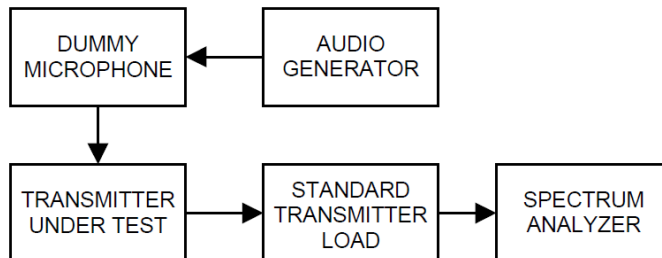 DUMMY
MICROPHONE
AUDIO
GENERATOR
TRANSMITTER
UNDER TEST
STANDARD
TRANSMITTER
LOAD
SPECTRUM
ANALYZER